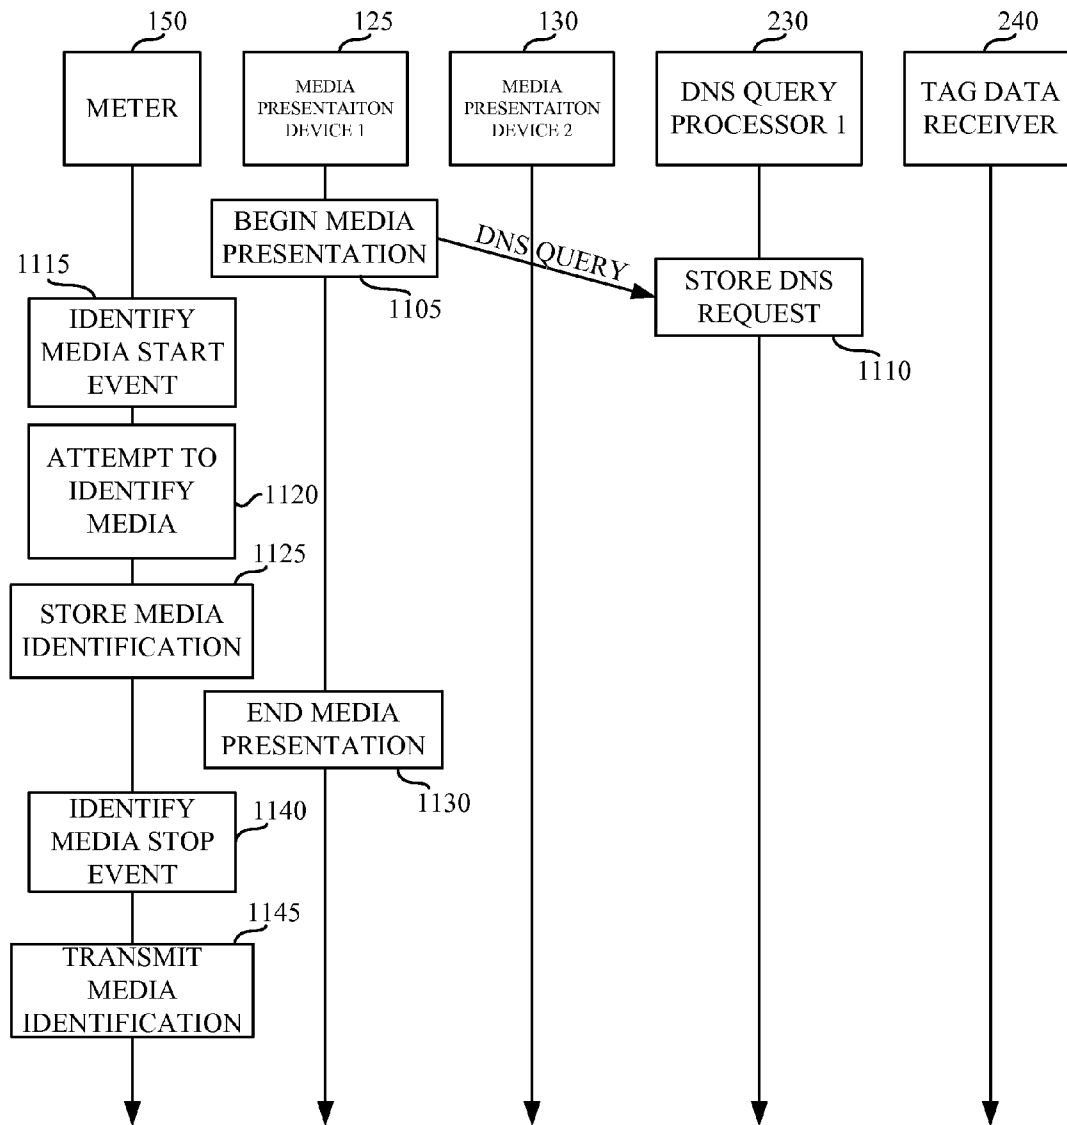 150
125
130
230
240
METER
MEDIA
PRESENTAITON
DEVICE 1
MEDIA
PRESENTAITON
DEVICE 2
DNS QUERY
PROCESSOR 1
TAG DATA
RECEIVER
BEGIN MEDIA
PRESENTATION
1105
DNS QUERY
STORE DNS
REQUEST
1110
1115
IDENTIFY
MEDIA START
EVENT
ATTEMPT TO
IDENTIFY
MEDIA
1120
1125
STORE MEDIA
IDENTIFICATION
END MEDIA
PRESENTATION
1130
IDENTIFY
MEDIA STOP
EVENT
1140
1145
TRANSMIT
MEDIA
IDENTIFICATION